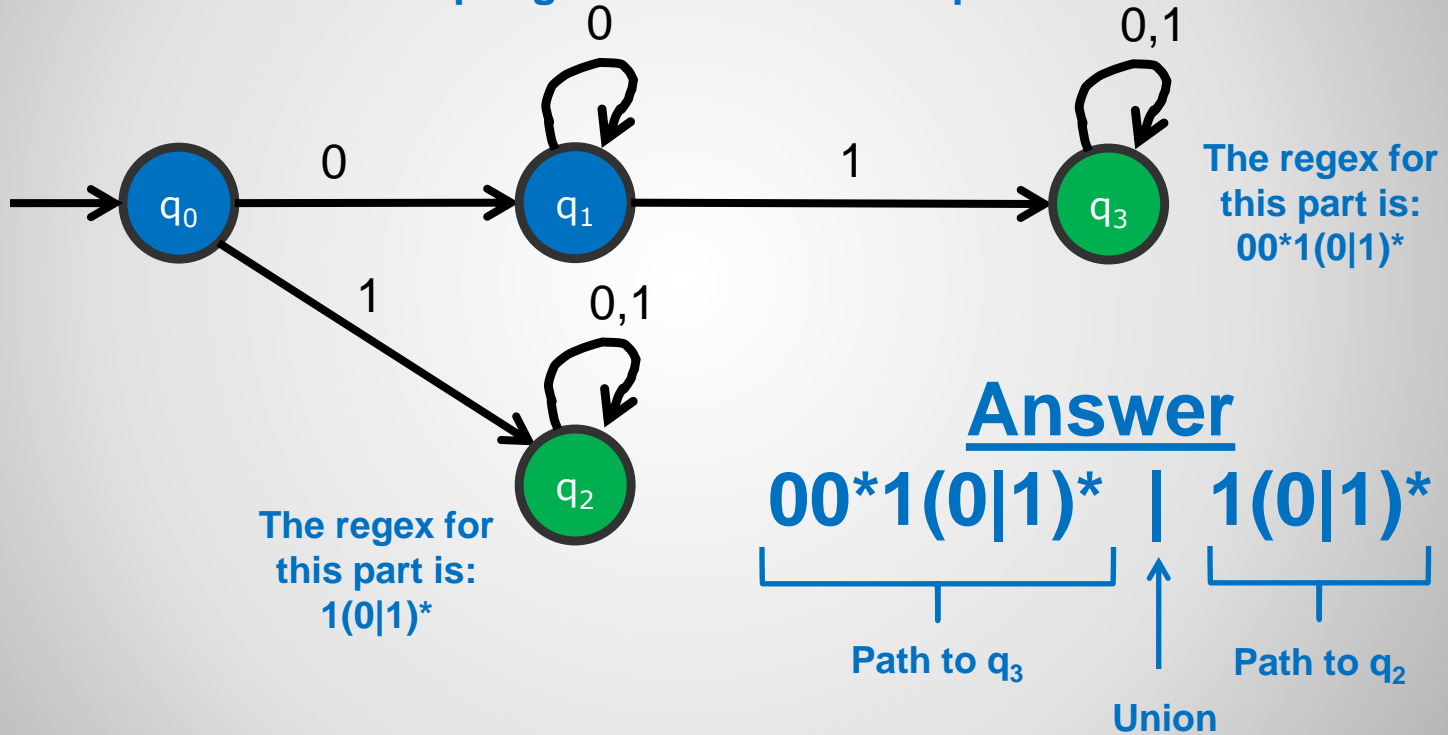 0
0,1
0
1
q0
q1
q3
The regex for
this part is:
00*1(0|1)*
1
0,1
q2
The regex for
this part is:
1(0|1)*
Answer
00*1(0|1)* | 1(0|1)*
Path to q3
Path to q2
Union